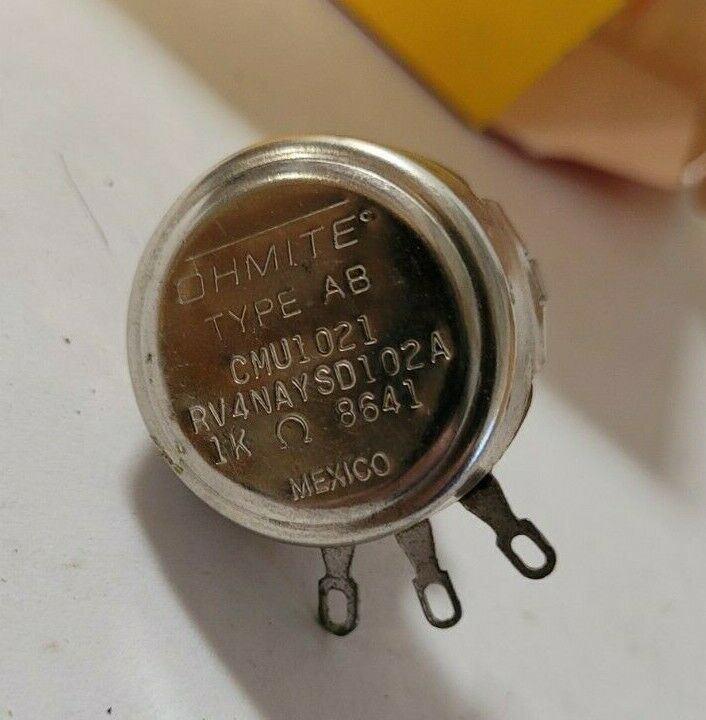 OHMITE®
TYPE AB
CMU1021
RV4NAYSD102A
1K Ω 8641
MEXICO